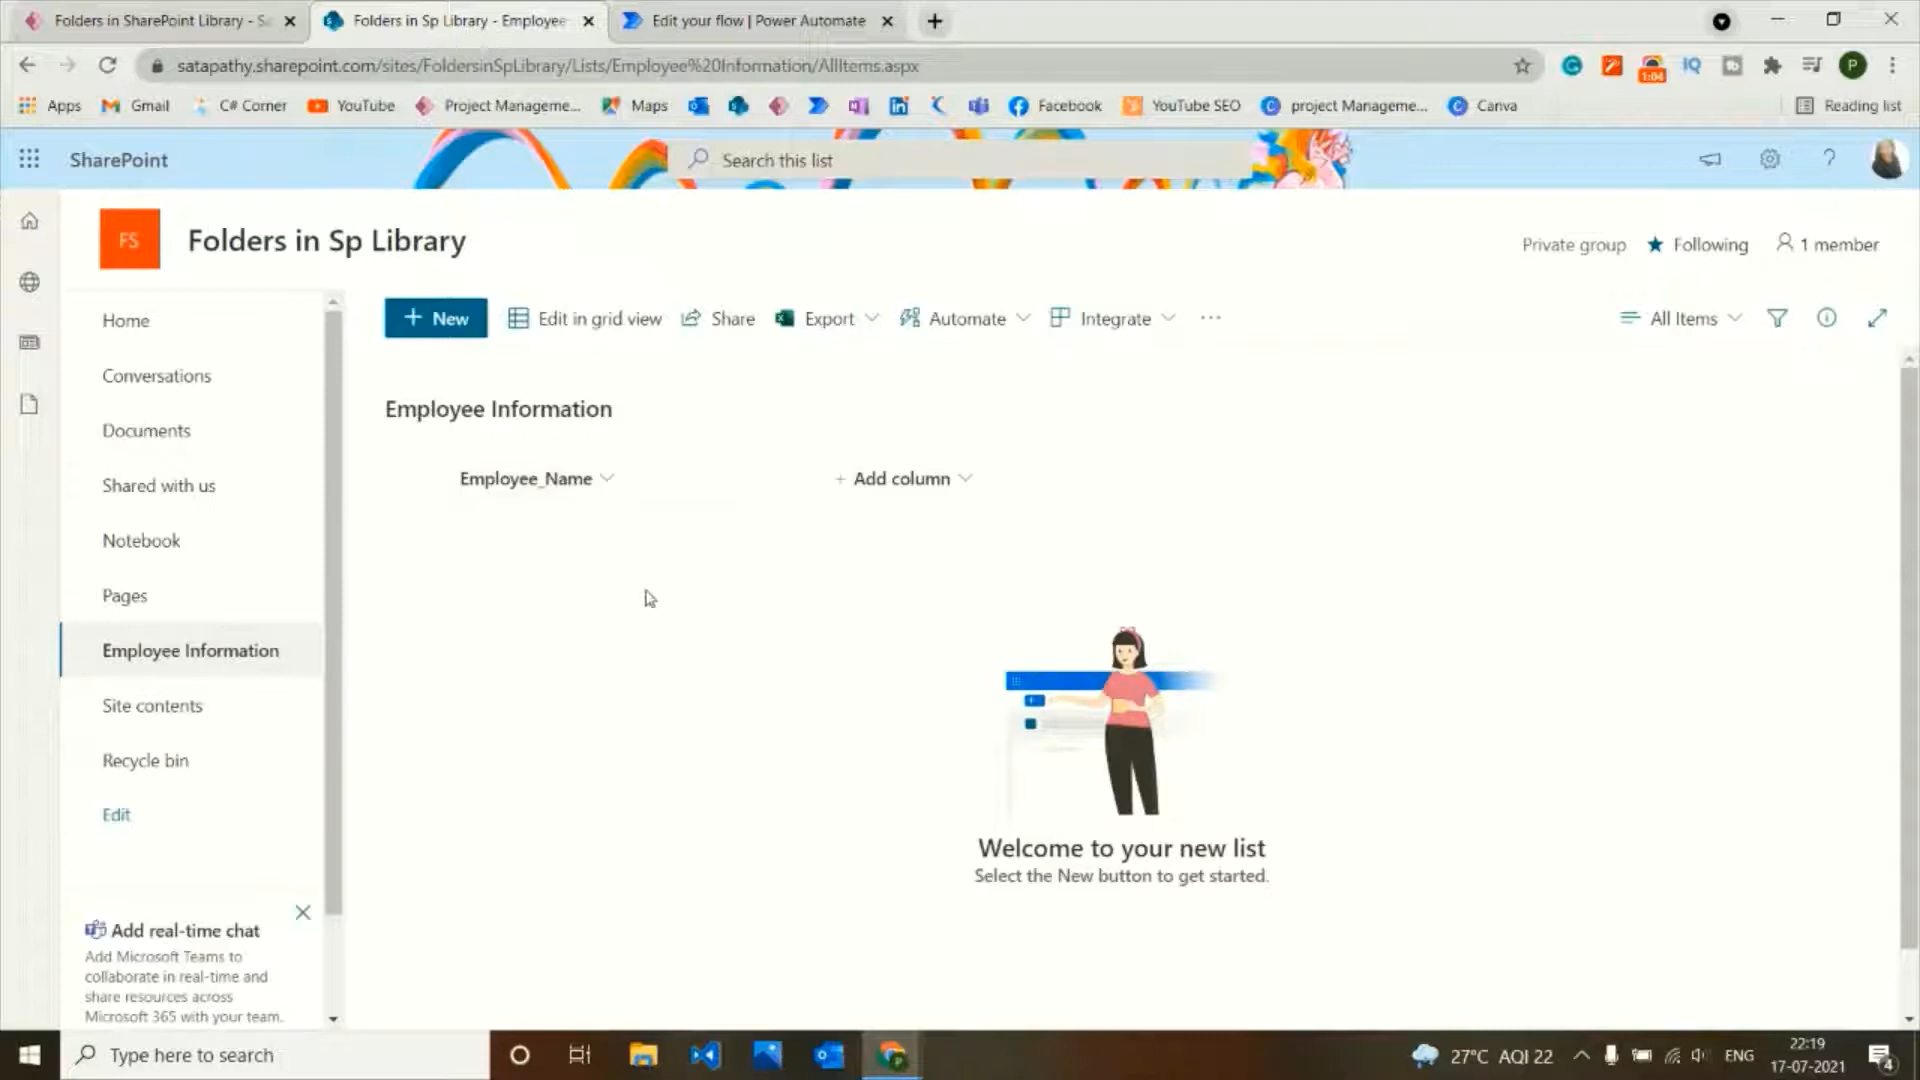 Folders in SharePoint Library - S
Folders in Sp Library - Employee
Edit your flow | Power Automate
satapathy.sharepoint.com/sites/FoldersinSpLibrary/Lists/Employee%20Information/AllItems.aspx
1:04
IQ
P
Apps
Gmail
C# Corner
YouTube
Project Manageme...
Maps
Facebook
YouTube SEO
project Manageme...
Canva
Reading list
SharePoint
Search this list
FS
Folders in Sp Library
Private group
Following
1 member
Home
Conversations
Documents
Shared with us
Notebook
Pages
Employee Information
Site contents
Recycle bin
Edit
Add real-time chat
Add Microsoft Teams to
collaborate in real-time and
share resources across
Microsoft 365 with your team.
+ New
Edit in grid view
Share
Export
Automate
Integrate
All Items
Employee Information
Employee_Name
+ Add column
Welcome to your new list
Select the New button to get started.
Type here to search
27°C AQI 22
ENG
22:19
17-07-2021
4